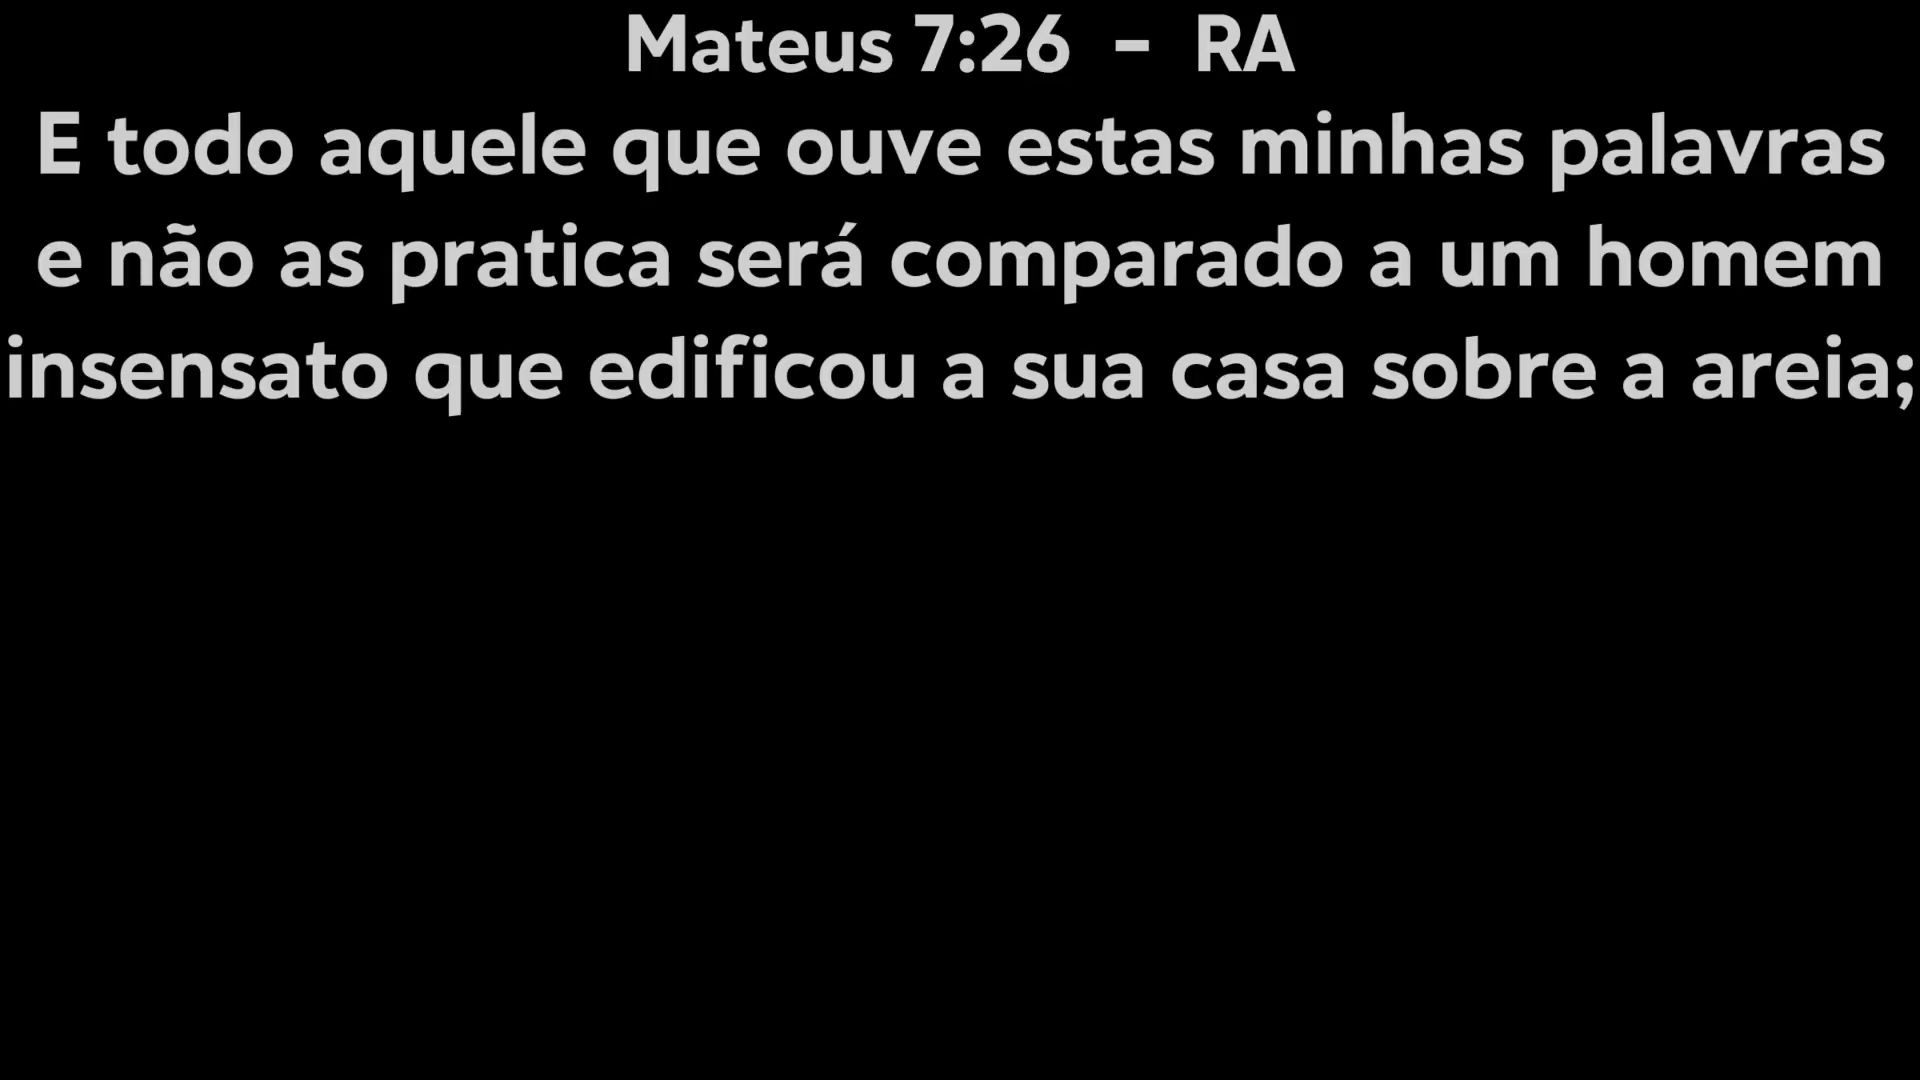 Mateus 7:26 - RA
E todo aquele que ouve estas minhas palavras
e não as pratica será comparado a um homem
insensato que edificou a sua casa sobre a areia;